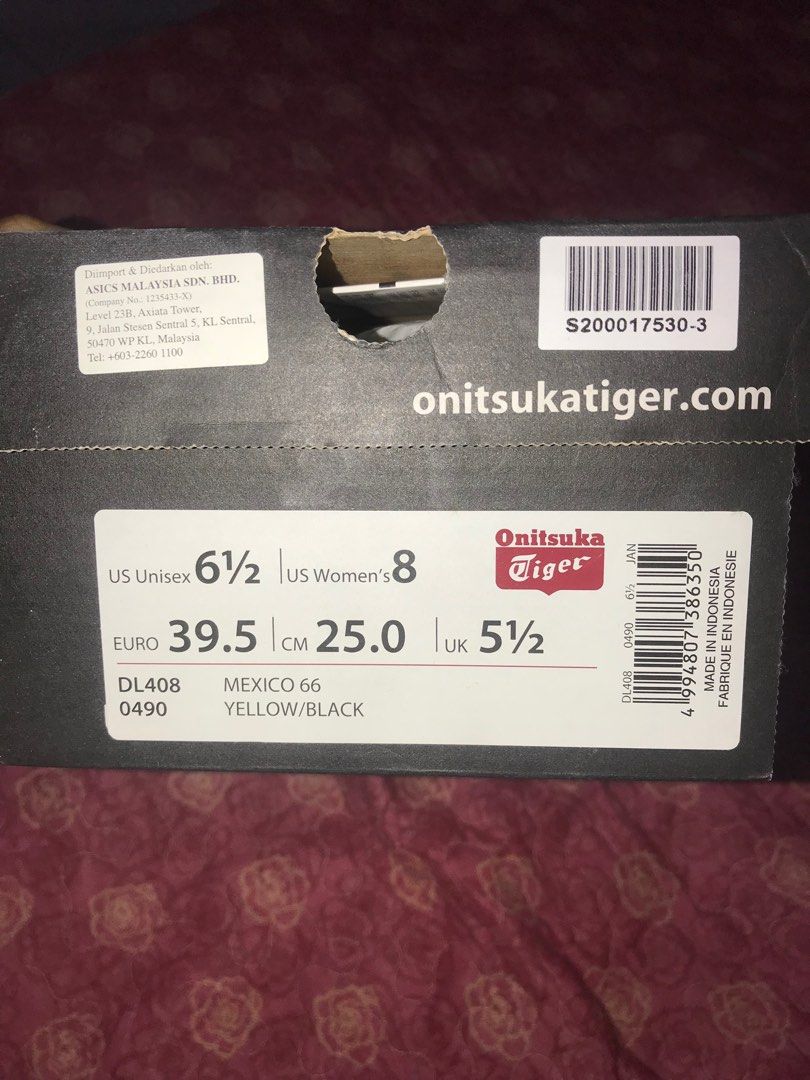 Diimport & Diedarkan oleh:
ASICS MALAYSIA SDN. BHD.
(Company No.: 1235433-X)
Level 23B, Axiata Tower,
9, Jalan Stesen Sentral 5, KL Sentral,
50470 WP KL, Malaysia
Tel: +603-2260 1100
S200017530-3
onitsukatiger.com
US Unisex 6½ US Women's 8
EURO 39.5 CM 25.0 UK 5½
DL408 MEXICO 66
0490 YELLOW/BLACK
Onitsuka
Tiger
DL408 0490 6½ JAN
4 994807 386350
MADE IN INDONESIA
FABRIQUE EN INDONESIE